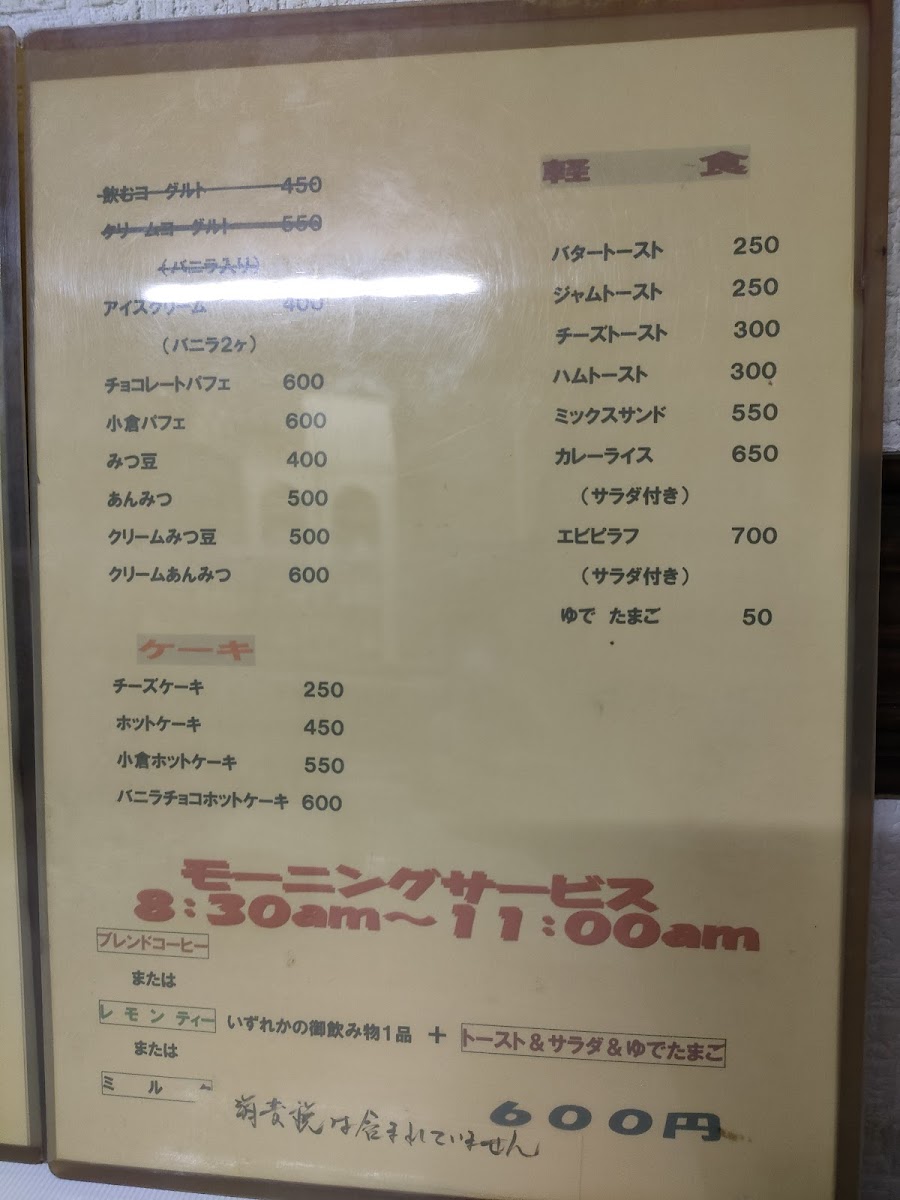 飲むヨーグルト 450
クリームヨーグルト 550
(バニラ入り)
アイスクリーム 400
(バニラ2ヶ)
チョコレートパフェ 600
小倉パフェ 600
みつ豆 400
あんみつ 500
クリームみつ豆 500
クリームあんみつ 600
ケーキ
チーズケーキ 250
ホットケーキ 450
小倉ホットケーキ 550
バニラチョコホットケーキ 600
軽 食
バタートースト 250
ジャムトースト 250
チーズトースト 300
ハムトースト 300
ミックスサンド 550
カレーライス 650
(サラダ付き)
エビピラフ 700
(サラダ付き)
ゆで たまご 50
モーニングサービス
8:30am～11:00am
ブレンドコーヒー
または
レモンティー いずれかの御飲み物1品 + トースト&サラダ&ゆでたまご
または
ミル
600円
消費税は含まれていません